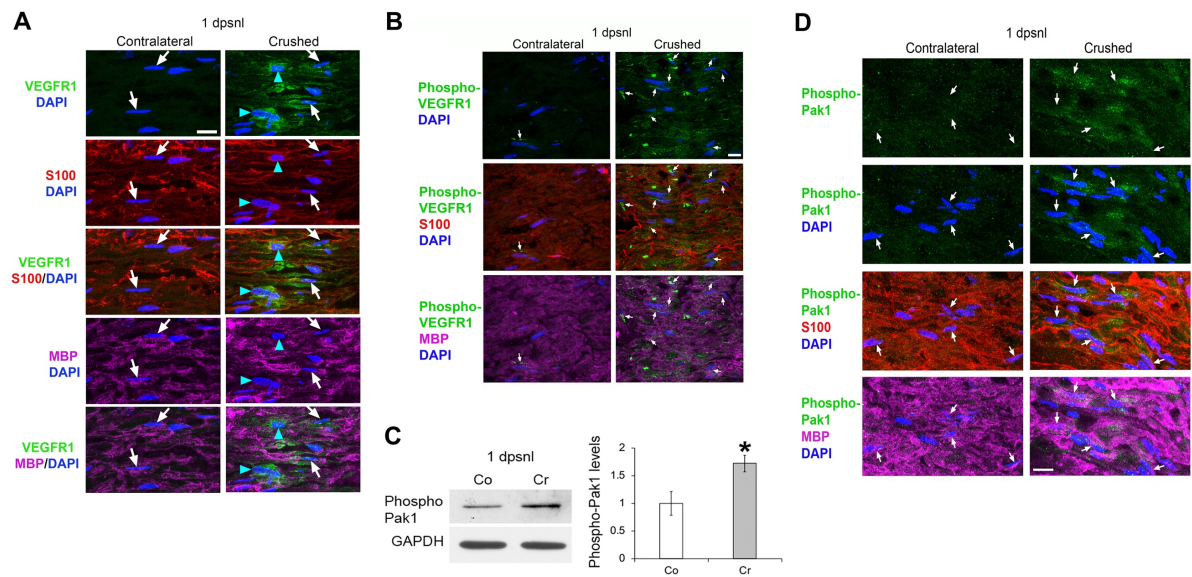 A
1 dpsnl
Contralateral Crushed
VEGFR1
DAPI
S100
DAPI
VEGFR1
S100/DAPI
MBP
DAPI
VEGFR1
MBP/DAPI
B
1 dpsnl
Contralateral Crushed
Phospho-
VEGFR1
DAPI
Phospho-
VEGFR1
S100
DAPI
Phospho-
VEGFR1
MBP
DAPI
C
1 dpsnl
Co Cr
Phospho
Pak1
GAPDH
Phospho-Pak1 levels
2
1.5
1
0.5
0
*
Co Cr
D
1 dpsnl
Contralateral Crushed
Phospho-
Pak1
Phospho-
Pak1
DAPI
Phospho-
Pak1
S100
DAPI
Phospho-
Pak1
MBP
DAPI